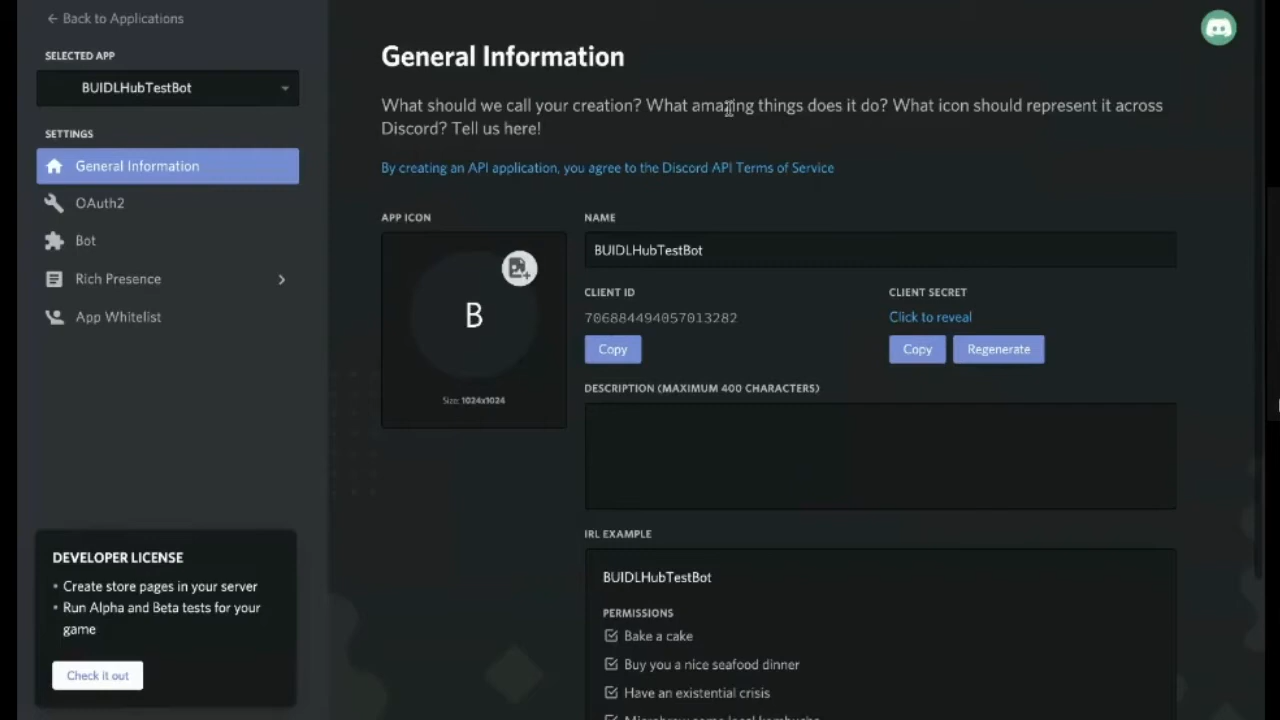 ← Back to Applications
SELECTED APP
BUIDLHubTestBot
SETTINGS
General Information
OAuth2
Bot
Rich Presence
App Whitelist
DEVELOPER LICENSE
• Create store pages in your server
• Run Alpha and Beta tests for your
game
Check it out
General Information
What should we call your creation? What amazing things does it do? What icon should represent it across
Discord? Tell us here!
By creating an API application, you agree to the Discord API Terms of Service
APP ICON
B
Size: 1024x1024
NAME
BUIDLHubTestBot
CLIENT ID
706884494057013282
Copy
CLIENT SECRET
Click to reveal
Copy
Regenerate
DESCRIPTION (MAXIMUM 400 CHARACTERS)
IRL EXAMPLE
BUIDLHubTestBot
PERMISSIONS
Bake a cake
Buy you a nice seafood dinner
Have an existential crisis